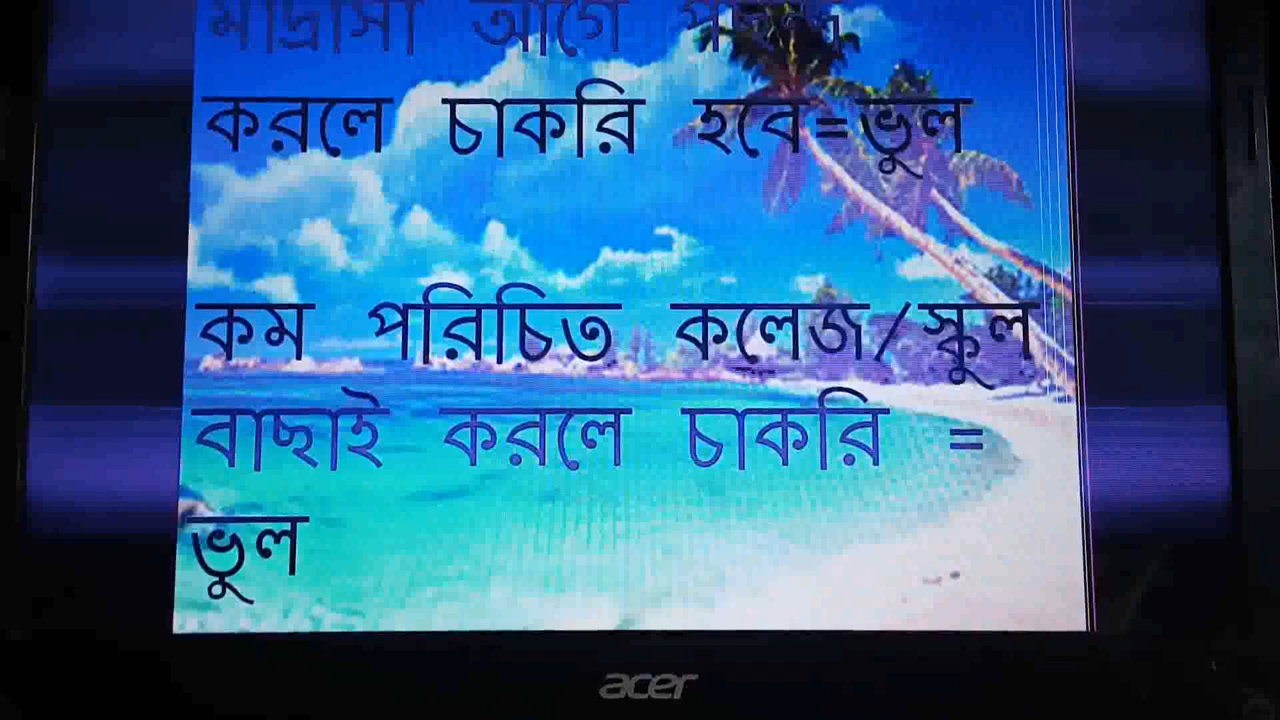 মাদ্রাসা আগে
করলে চাকরি হবে=ভুল
কম পরিচিত কলেজ/স্কুল
বাছাই করলে চাকরি =
ভুল
acer